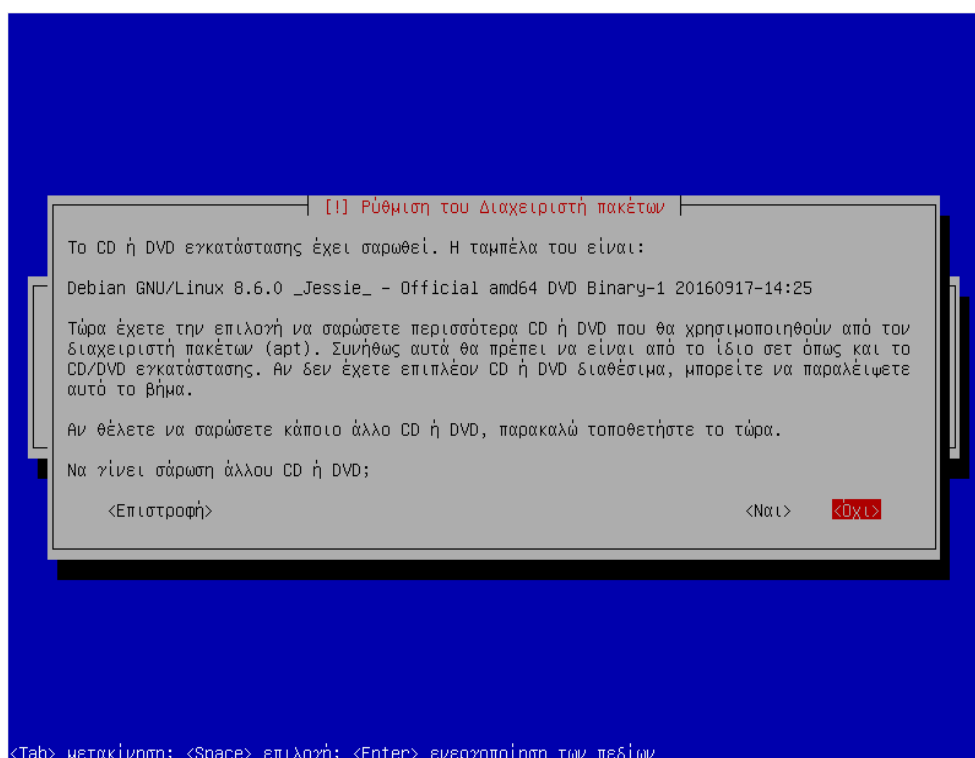 [!] Ρύθμιση του Διαχειριστή πακέτων
Το CD ή DVD εγκατάστασης έχει σαρωθεί. Η ταμπέλα του είναι:
Debian GNU/Linux 8.6.0 _Jessie_ - Official amd64 DVD Binary-1 20160917-14:25
Τώρα έχετε την επιλογή να σαρώσετε περισσότερα CD ή DVD που θα χρησιμοποιηθούν από τον
διαχειριστή πακέτων (apt). Συνήθως αυτά θα πρέπει να είναι από το ίδιο σετ όπως και το
CD/DVD εγκατάστασης. Αν δεν έχετε επιπλέον CD ή DVD διαθέσιμα, μπορείτε να παραλέιψετε
αυτό το βήμα.
Αν θέλετε να σαρώσετε κάποιο άλλο CD ή DVD, παρακαλώ τοποθετήστε το τώρα.
Να γίνει σάρωση άλλου CD ή DVD;
<Επιστροφή> <Ναι> <Όχι>
<Tab> μετακίνηση; <Space> επιλογή; <Enter> ενεργοποίηση των πεδίων